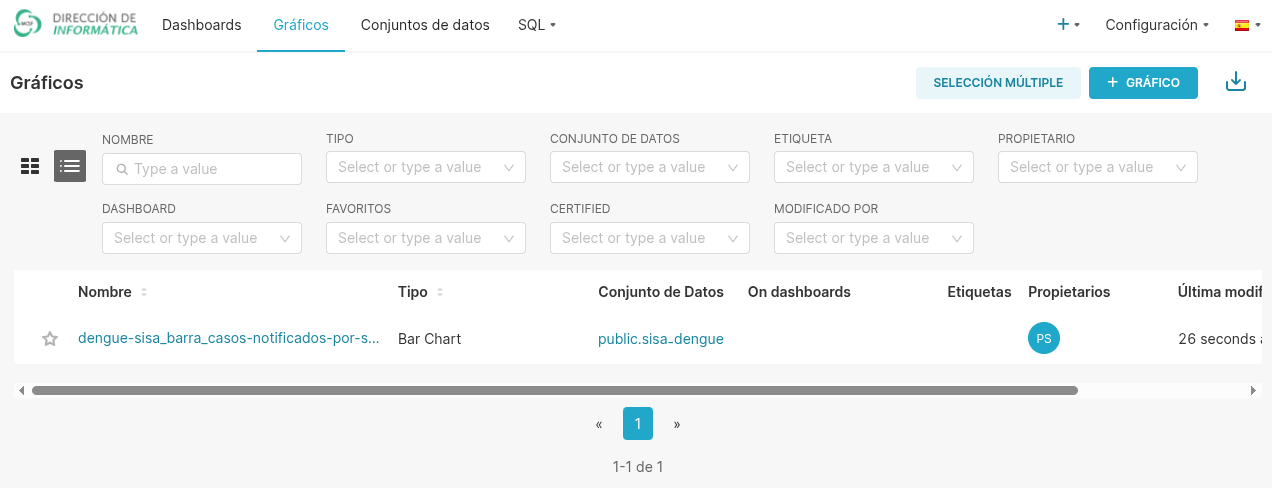 MCSF DIRECCIÓN DE INFORMÁTICA Dashboards Gráficos Conjuntos de datos SQL + Configuración
Gráficos SELECCIÓN MÚLTIPLE + GRÁFICO
NOMBRE TIPO CONJUNTO DE DATOS ETIQUETA PROPIETARIO
Type a value Select or type a value Select or type a value Select or type a value Select or type a value
DASHBOARD FAVORITOS CERTIFIED MODIFICADO POR
Select or type a value Select or type a value Select or type a value Select or type a value
Nombre Tipo Conjunto de Datos On dashboards Etiquetas Propietarios Última modif
dengue-sisa_barra_casos-notificados-por-s... Bar Chart public.sisa_dengue PS 26 seconds a
« 1 »
1-1 de 1